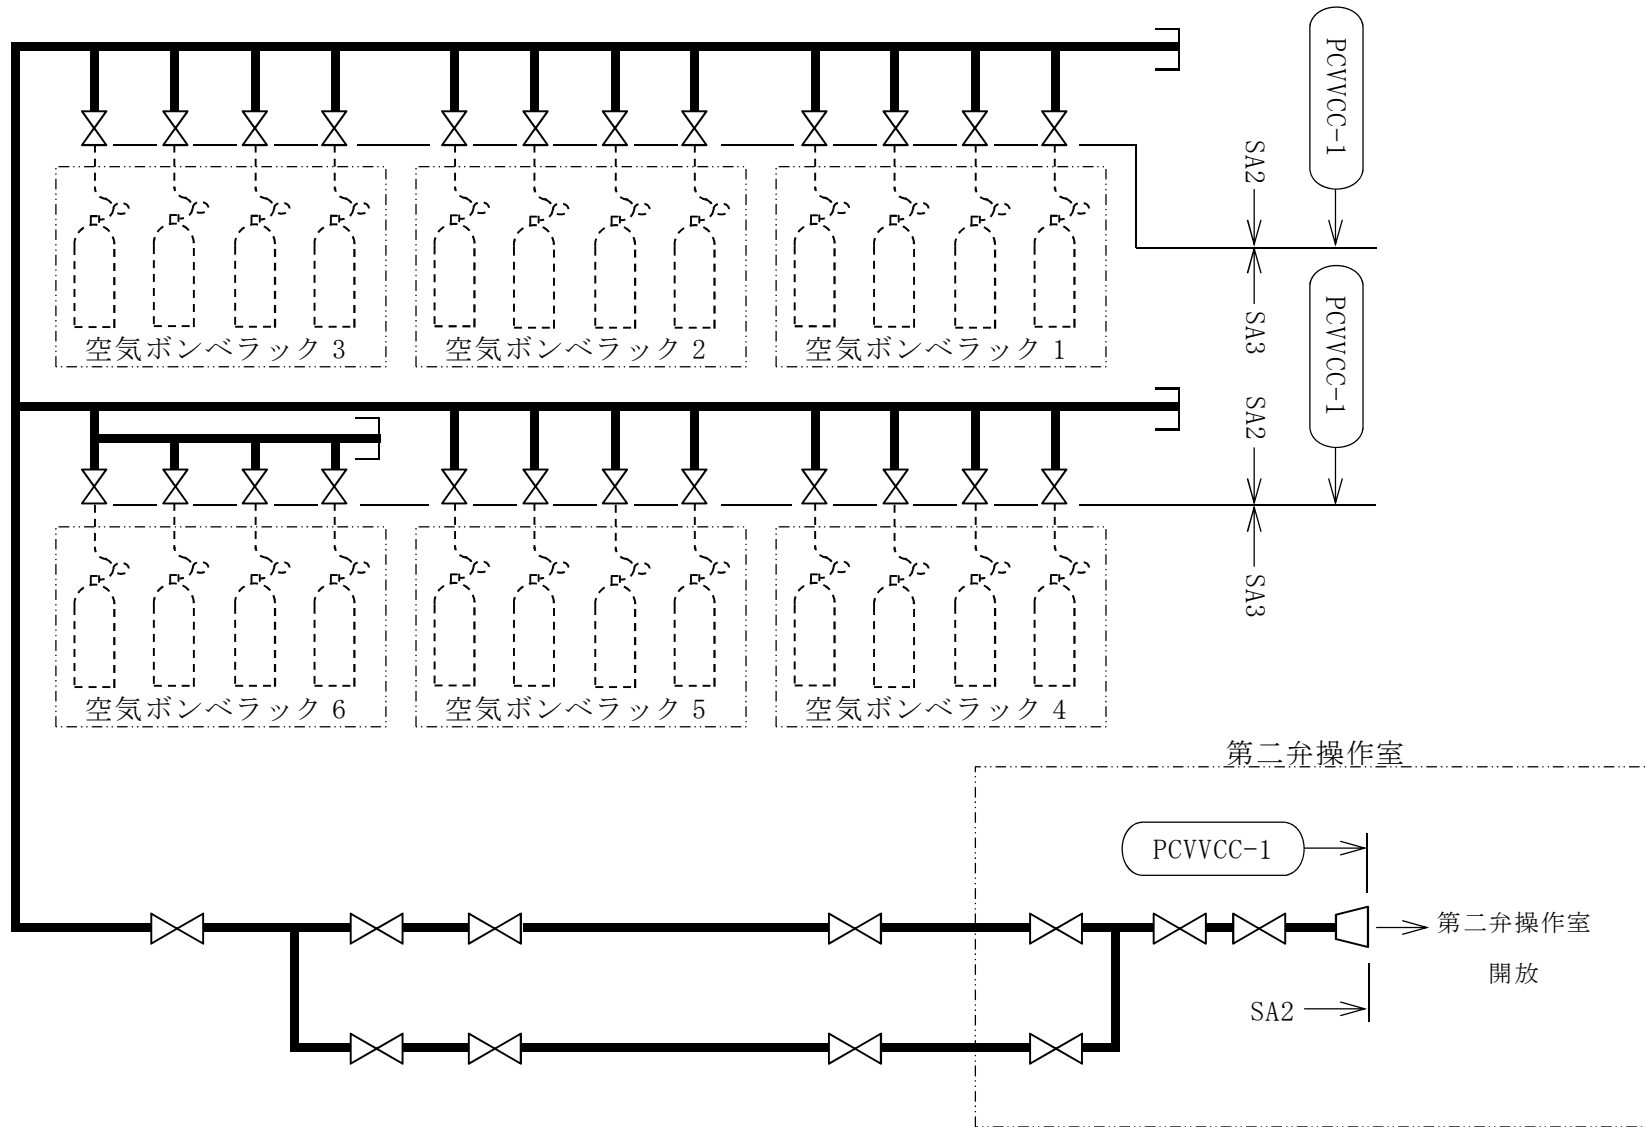 PCVVCC-1
SA2
SA3
空気ボンベラック3
空気ボンベラック2
空気ボンベラック1
PCVVCC-1
SA2
SA3
空気ボンベラック6
空気ボンベラック5
空気ボンベラック4
第二弁操作室
PCVVCC-1
第二弁操作室
開放
SA2